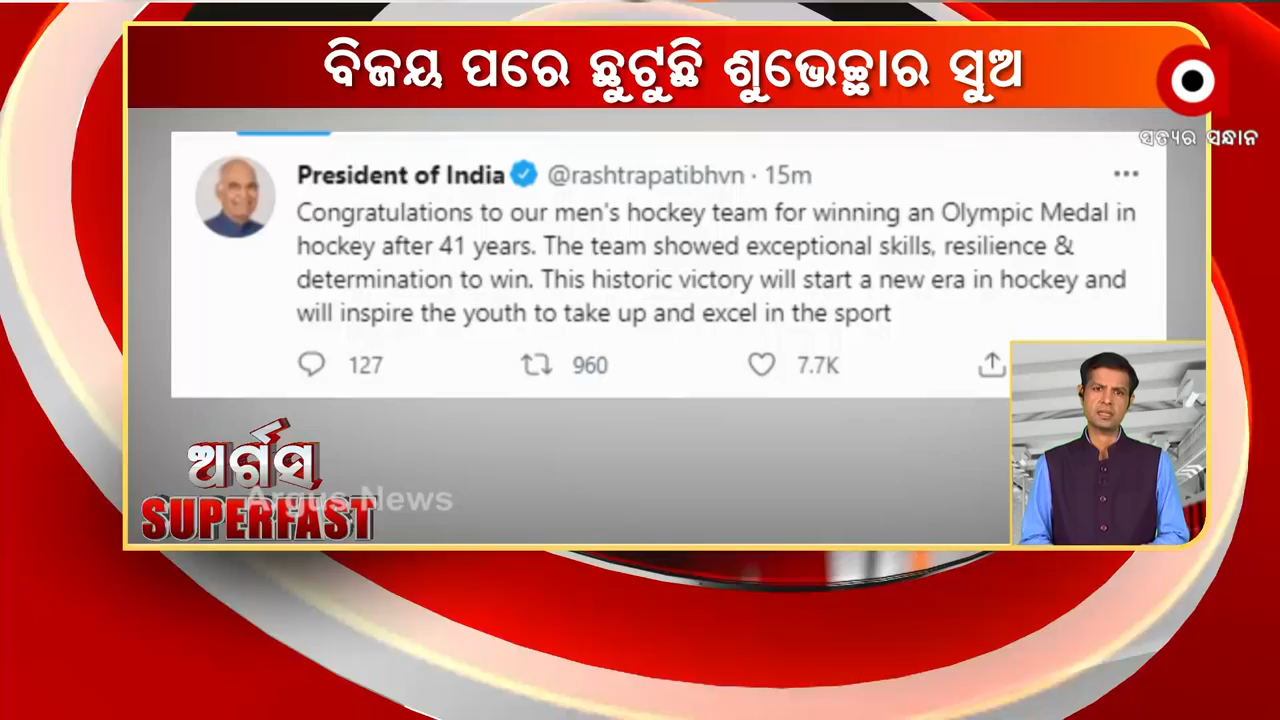 ବିଜୟ ପରେ ଛୁଟୁଛି ଶୁଭେଚ୍ଛାର ସୁଅ
ସତ୍ୟର ସନ୍ଧାନ
President of India @rashtrapatibhvn · 15m
Congratulations to our men's hockey team for winning an Olympic Medal in
hockey after 41 years. The team showed exceptional skills, resilience &
determination to win. This historic victory will start a new era in hockey and
will inspire the youth to take up and excel in the sport
127 960 7.7K
ଅର୍ଗସ
Argus News
SUPERFAST